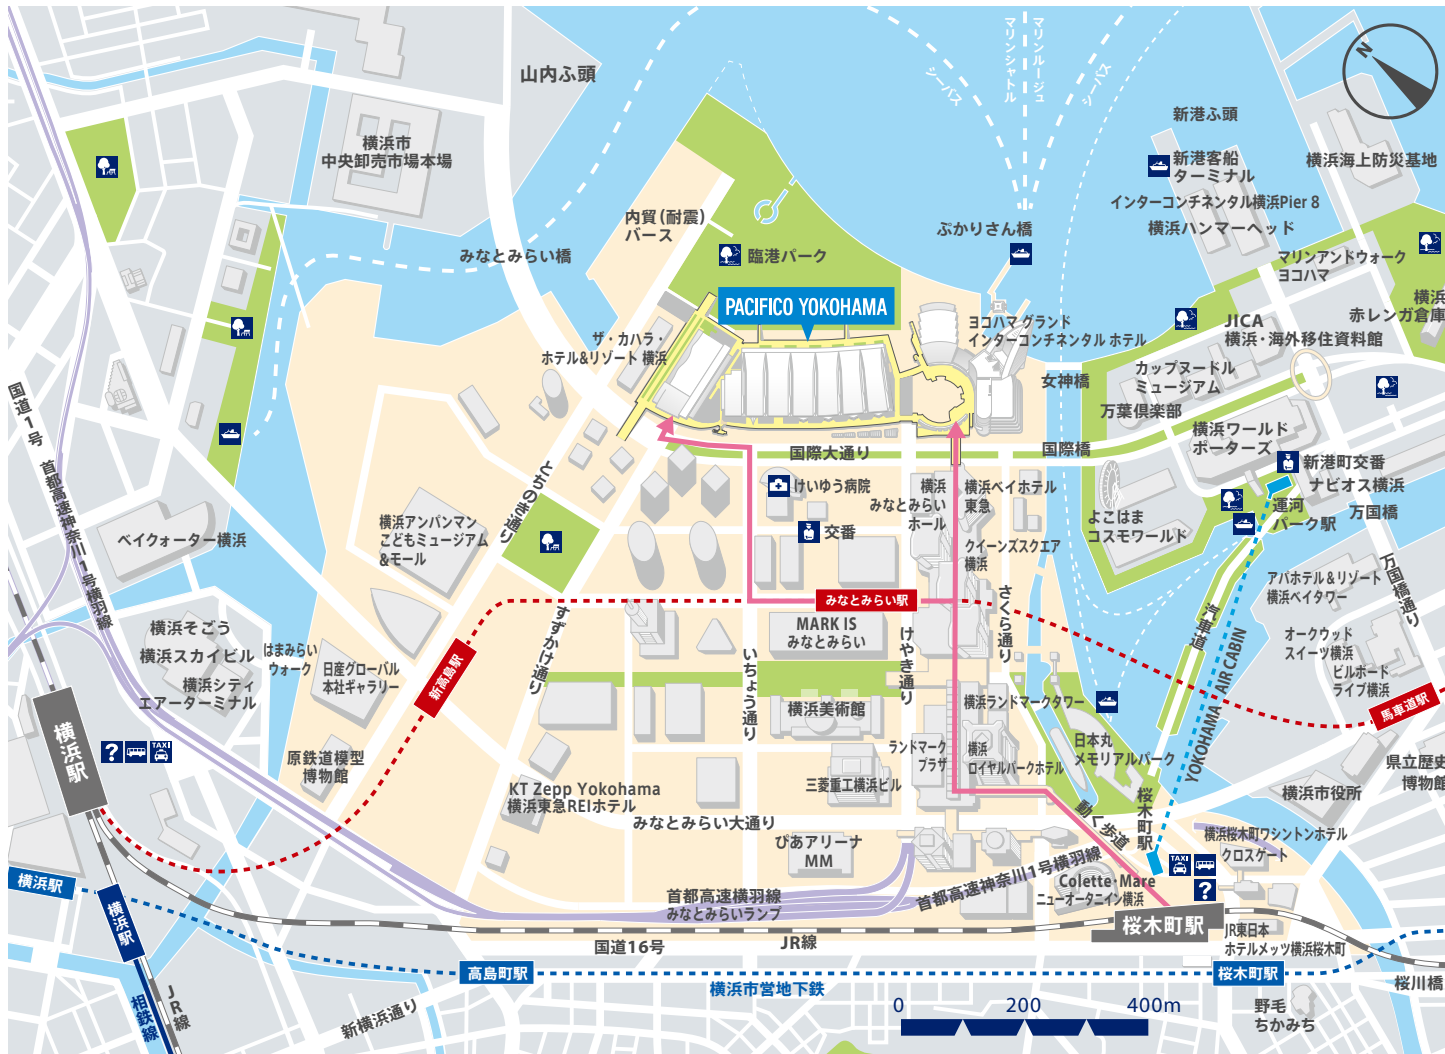 山内ふ頭
横浜市
中央卸売市場本場
みなとみらい橋
内貿(耐震)
バース
臨港パーク
PACIFICO YOKOHAMA
ザ・カハラ・
ホテル&リゾート 横浜
シーバス
マリンシャトル
マリンルージュ
シーバス
ぷかりさん橋
ヨコハマ グランド
インターコンチネンタル ホテル
新港ふ頭
新港客船
ターミナル
インターコンチネンタル横浜Pier 8
横浜ハンマーヘッド
N
横浜海上防災基地
マリンアンドウォーク
ヨコハマ
横浜
赤レンガ倉庫
JICA
横浜・海外移住資料館
カップヌードル
ミュージアム
女神橋
万葉倶楽部
横浜ワールド
ポーターズ
国際橋
国際大通り
新港町交番
ナビオス横浜
運河
パーク駅
万国橋
万国橋通り
よこはま
コスモワールド
汽車道
YOKOHAMA AIR CABIN
アパホテル&リゾート
横浜ベイタワー
オークウッド
スイーツ横浜
ビルボード
ライブ横浜
馬車道駅
県立歴史
博物館
横浜市役所
国道1号
首都高速神奈川1号横羽線
ベイクォーター横浜
横浜アンパンマン
こどもミュージアム
&モール
とちのき通り
けいゆう病院
交番
横浜
みなとみらい
ホール
横浜ベイホテル
東急
クイーンズスクエア
横浜
さくら通り
みなとみらい駅
MARK IS
みなとみらい
けやき通り
すずかけ通り
いちょう通り
横浜そごう
横浜スカイビル
横浜シティ
エアーターミナル
はまみらい
ウォーク
日産グローバル
本社ギャラリー
新高島駅
横浜駅
?
TAXI
原鉄道模型
博物館
KT Zepp Yokohama
横浜東急REIホテル
横浜美術館
三菱重工横浜ビル
ランドマーク
プラザ
横浜ランドマークタワー
横浜
ロイヤルパークホテル
日本丸
メモリアルパーク
みなとみらい大通り
ぴあアリーナ
MM
動く歩道
桜木町駅
横浜桜木町ワシントンホテル
クロスゲート
TAXI
?
首都高速横羽線
みなとみらいランプ
首都高速神奈川1号横羽線
Colette・Mare
ニューオータニイン横浜
桜木町駅
JR東日本
ホテルメッツ横浜桜木町
横浜駅
横浜駅
国道16号
JR線
高島町駅
桜木町駅
横浜市営地下鉄
桜川橋
相鉄線
JR線
新横浜通り
野毛
ちかみち
0
200
400m